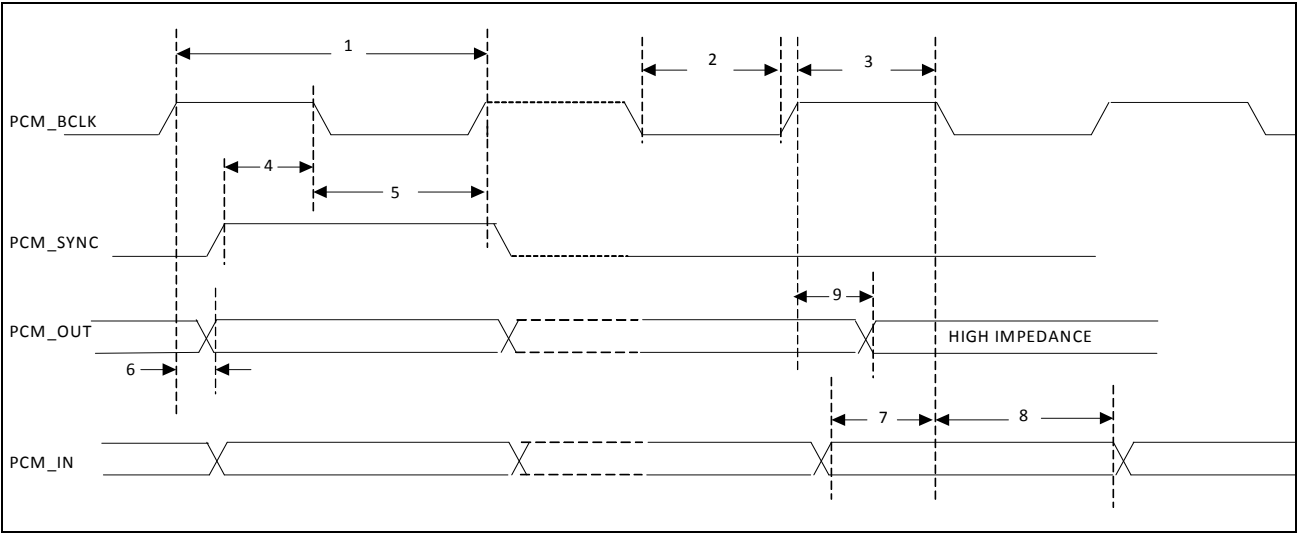 1
2
3
PCM_BCLK
4
5
PCM_SYNC
9
PCM_OUT
HIGH IMPEDANCE
6
7
8
PCM_IN